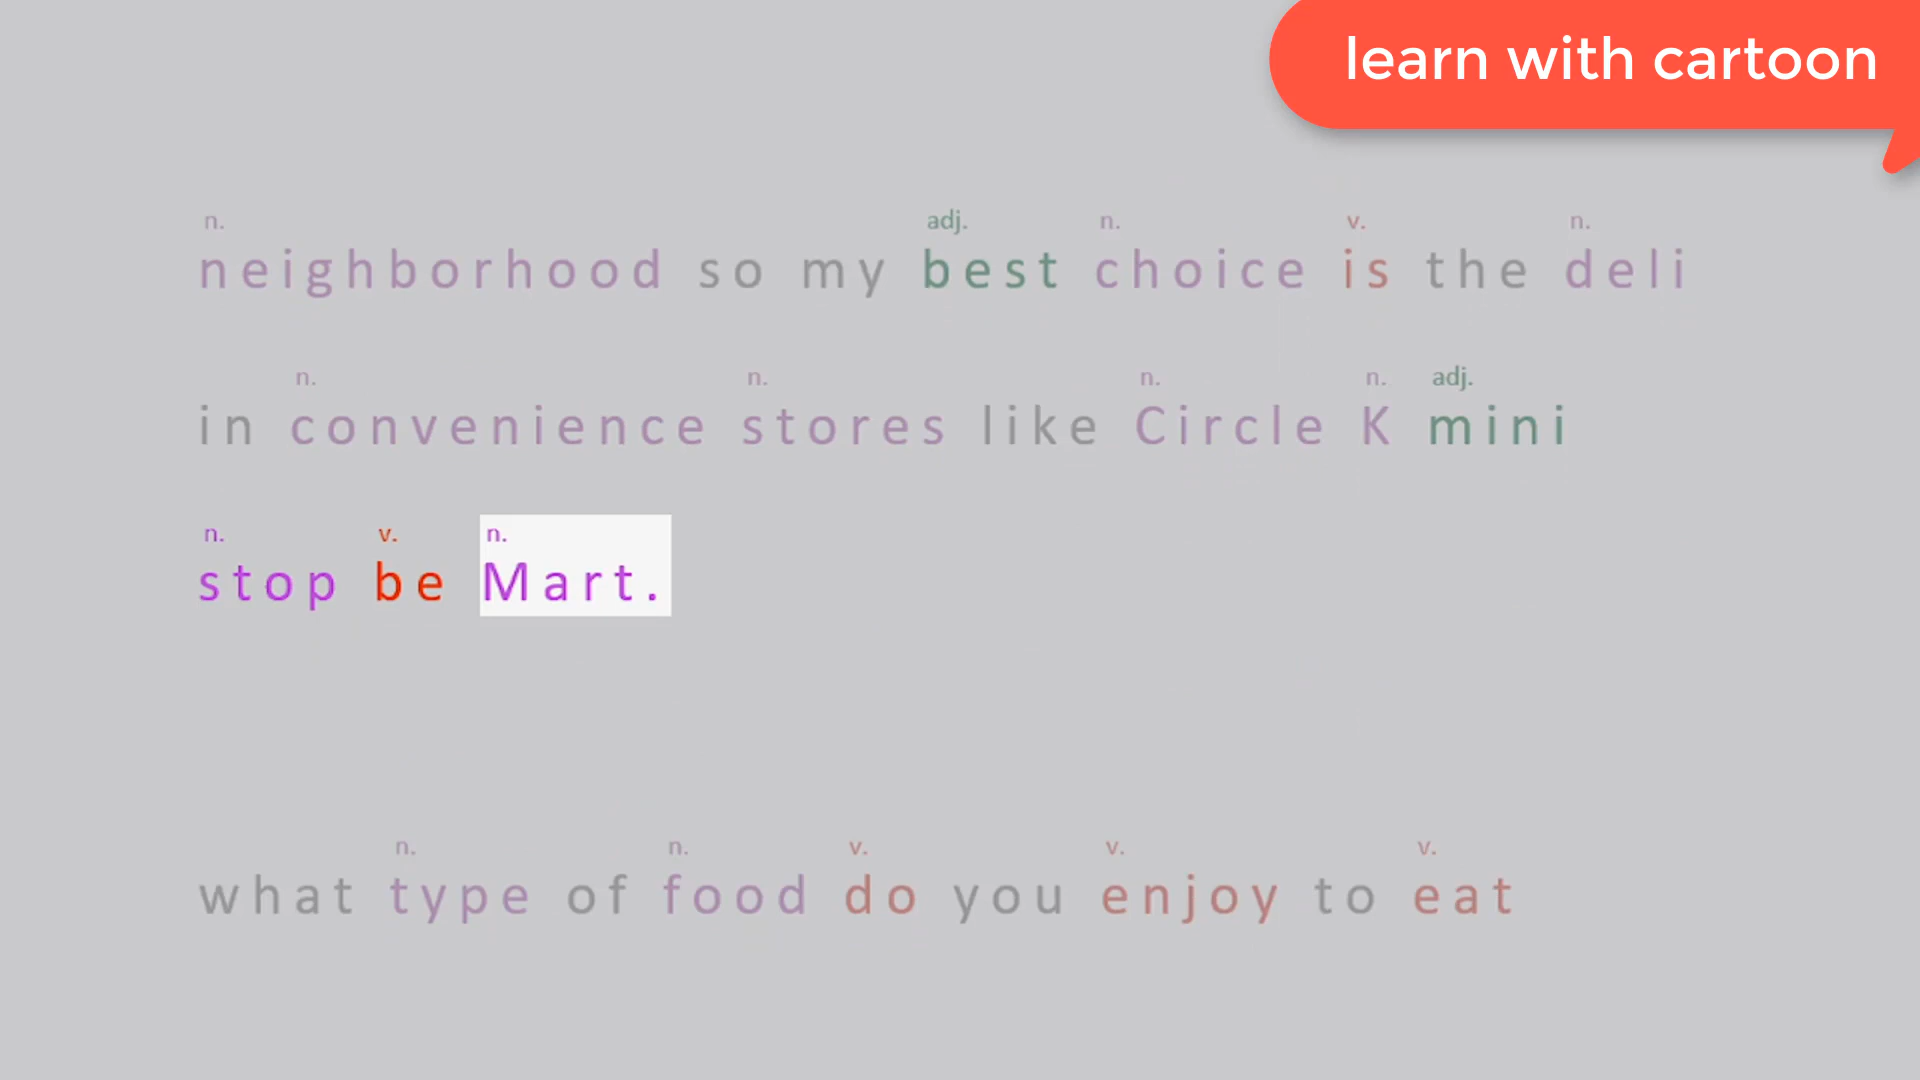 learn with cartoon
n. adj. n. v. n.
neighborhood so my best choice is the deli
n. n. n. n. adj.
in convenience stores like Circle K mini
n. v. n.
stop be Mart.
n. n. v. v. v.
what type of food do you enjoy to eat